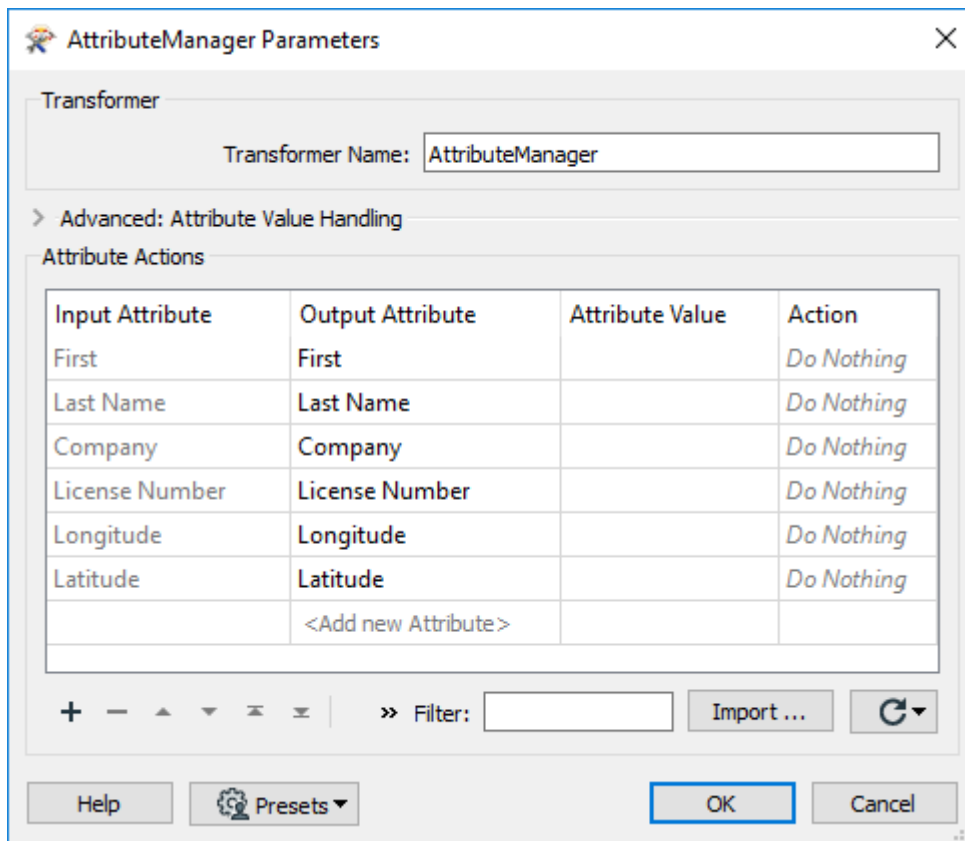 AttributeManager Parameters
Transformer
Transformer Name: AttributeManager
Advanced: Attribute Value Handling
Attribute Actions
Input Attribute Output Attribute Attribute Value Action
First First Do Nothing
Last Name Last Name Do Nothing
Company Company Do Nothing
License Number License Number Do Nothing
Longitude Longitude Do Nothing
Latitude Latitude Do Nothing
<Add new Attribute>
Filter: Import ...
Help Presets OK Cancel